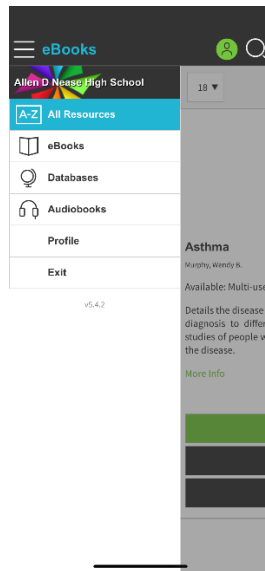 eBooks
Allen D Nease High School
18 ▼
A-Z All Resources
eBooks
Databases
Audiobooks
Profile
Exit
v5.4.2
Asthma
Murphy, Wendy B.
Available: Multi-use
Details the disease
diagnosis to
studies of people
the disease.
More Info